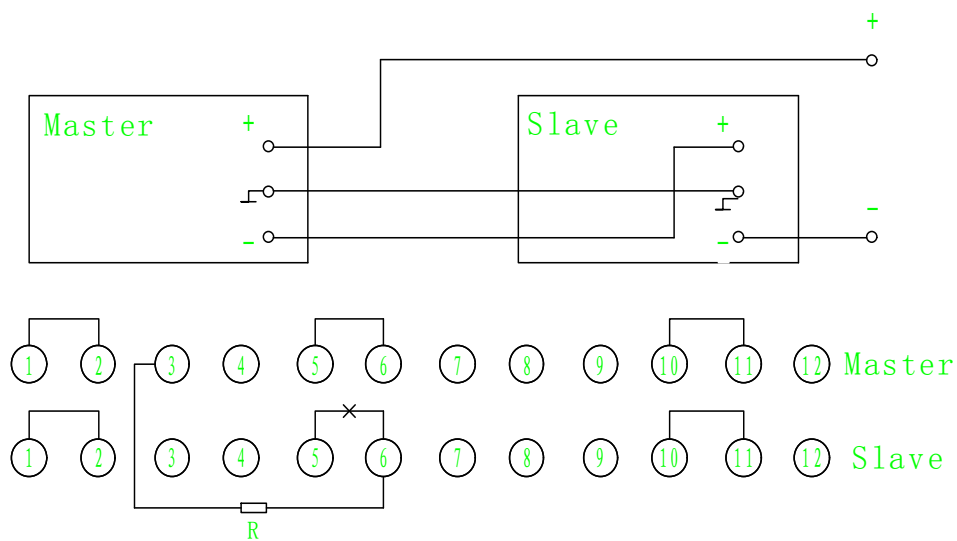 +
Master + Slave +
-
- -
1 2 3 4 5 6 7 8 9 10 11 12 Master
1 2 3 4 5 6 7 8 9 10 11 12 Slave
R